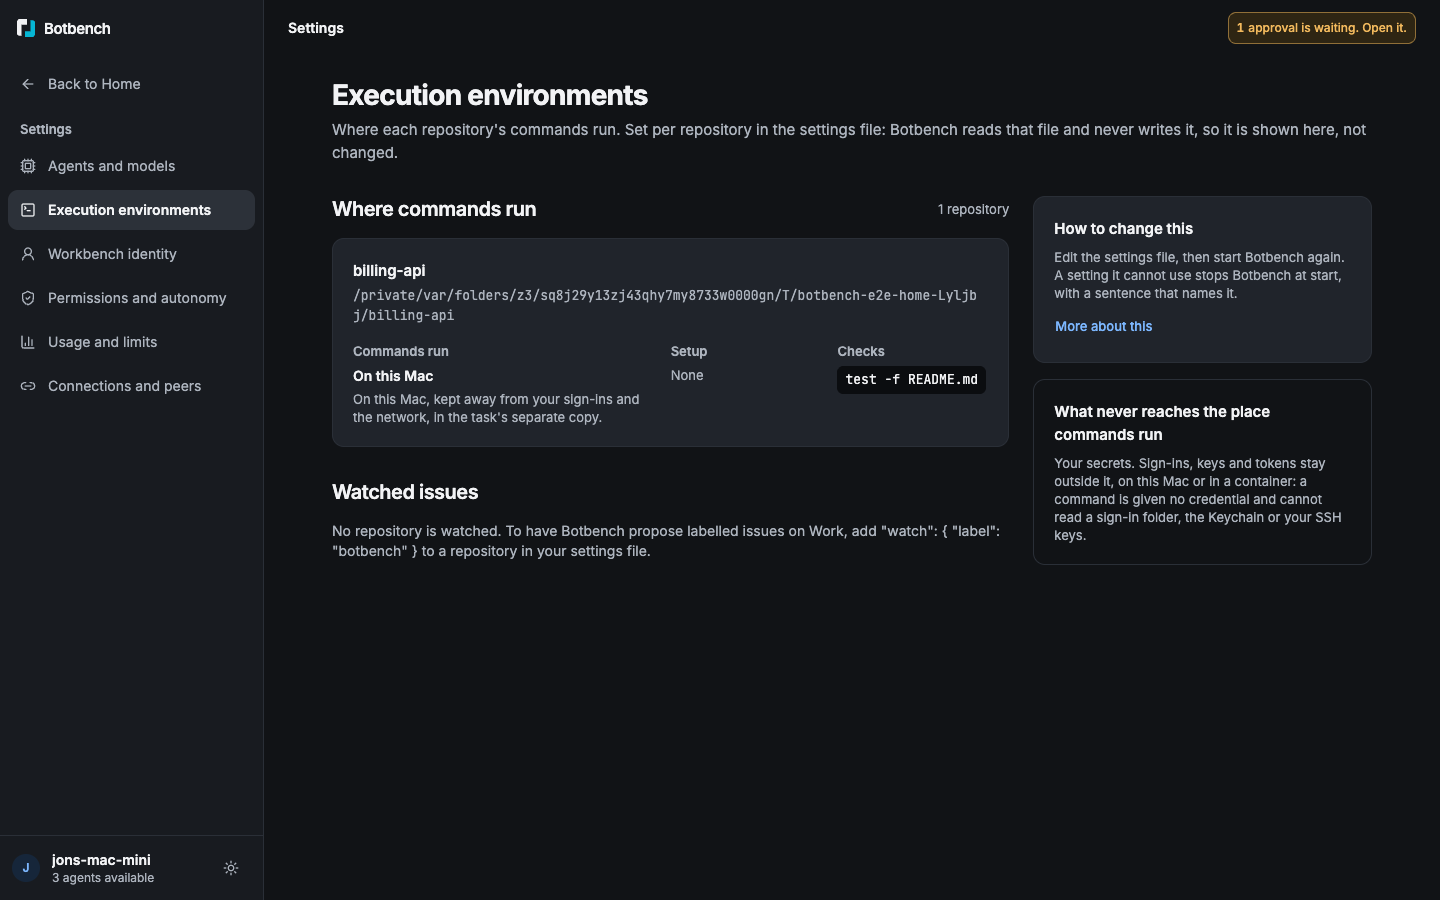 Botbench
Back to Home
Settings
Agents and models
Execution environments
Workbench identity
Permissions and autonomy
Usage and limits
Connections and peers
J
jons-mac-mini
3 agents available
Settings
1 approval is waiting. Open it.
Execution environments
Where each repository's commands run. Set per repository in the settings file: Botbench reads that file and never writes it, so it is shown here, not
changed.
Where commands run
1 repository
billing-api
/private/var/folders/z3/sq8j29y13zj43qhy7my8733w0000gn/T/botbench-e2e-home-Lyljb
j/billing-api
Commands run
On this Mac
On this Mac, kept away from your sign-ins and
the network, in the task's separate copy.
Setup
None
Checks
test -f README.md
Watched issues
No repository is watched. To have Botbench propose labelled issues on Work, add "watch": { "label":
"botbench" } to a repository in your settings file.
How to change this
Edit the settings file, then start Botbench again.
A setting it cannot use stops Botbench at start,
with a sentence that names it.
More about this
What never reaches the place
commands run
Your secrets. Sign-ins, keys and tokens stay
outside it, on this Mac or in a container: a
command is given no credential and cannot
read a sign-in folder, the Keychain or your SSH
keys.